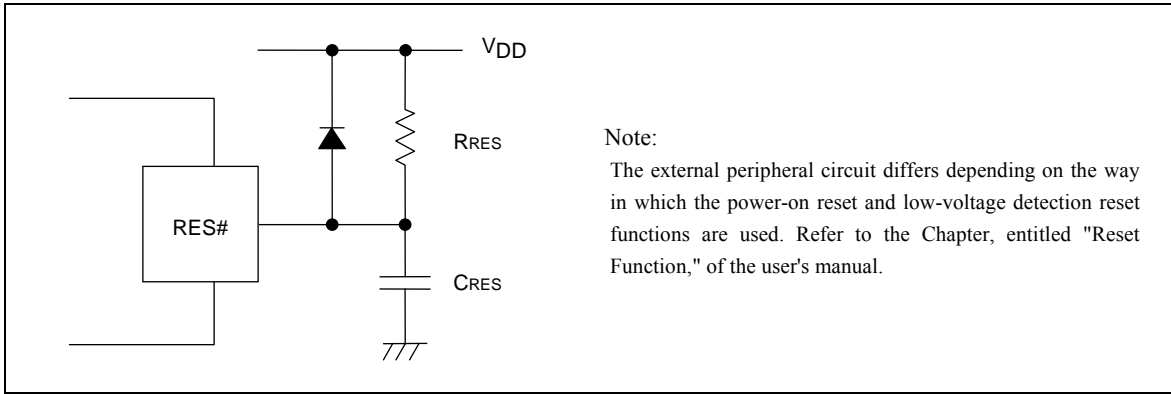 VDD
RRES
RES#
CRES
Note:
The external peripheral circuit differs depending on the way
in which the power-on reset and low-voltage detection reset
functions are used. Refer to the Chapter, entitled "Reset
Function," of the user's manual.